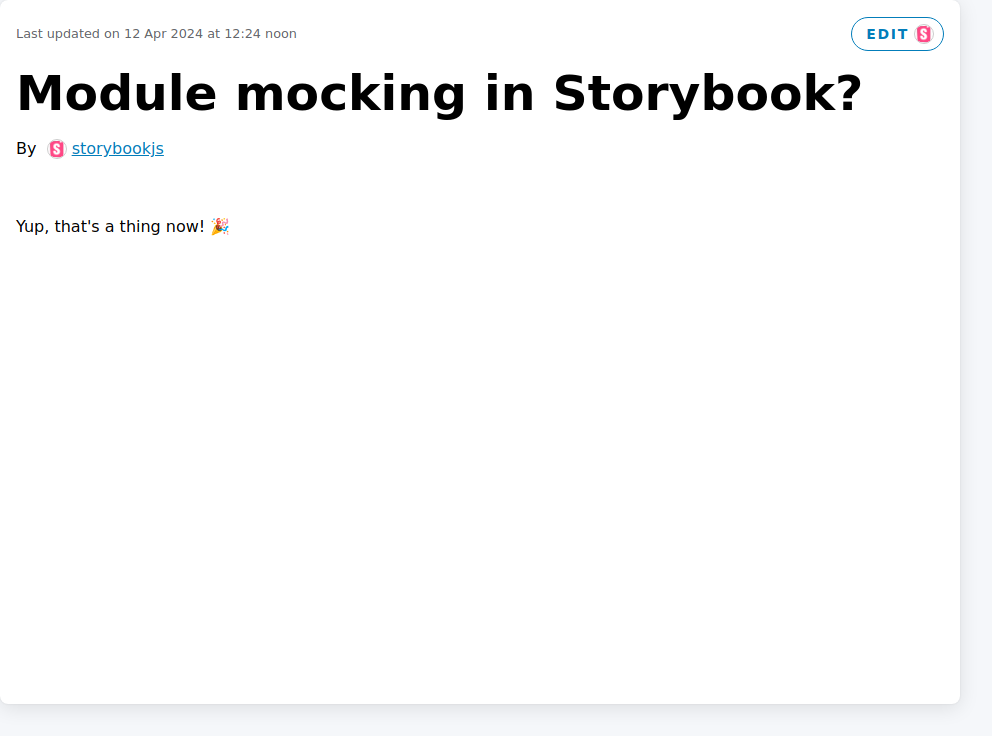 Last updated on 12 Apr 2024 at 12:24 noon
EDIT
Module mocking in Storybook?
By storybookjs
Yup, that's a thing now! 🎉